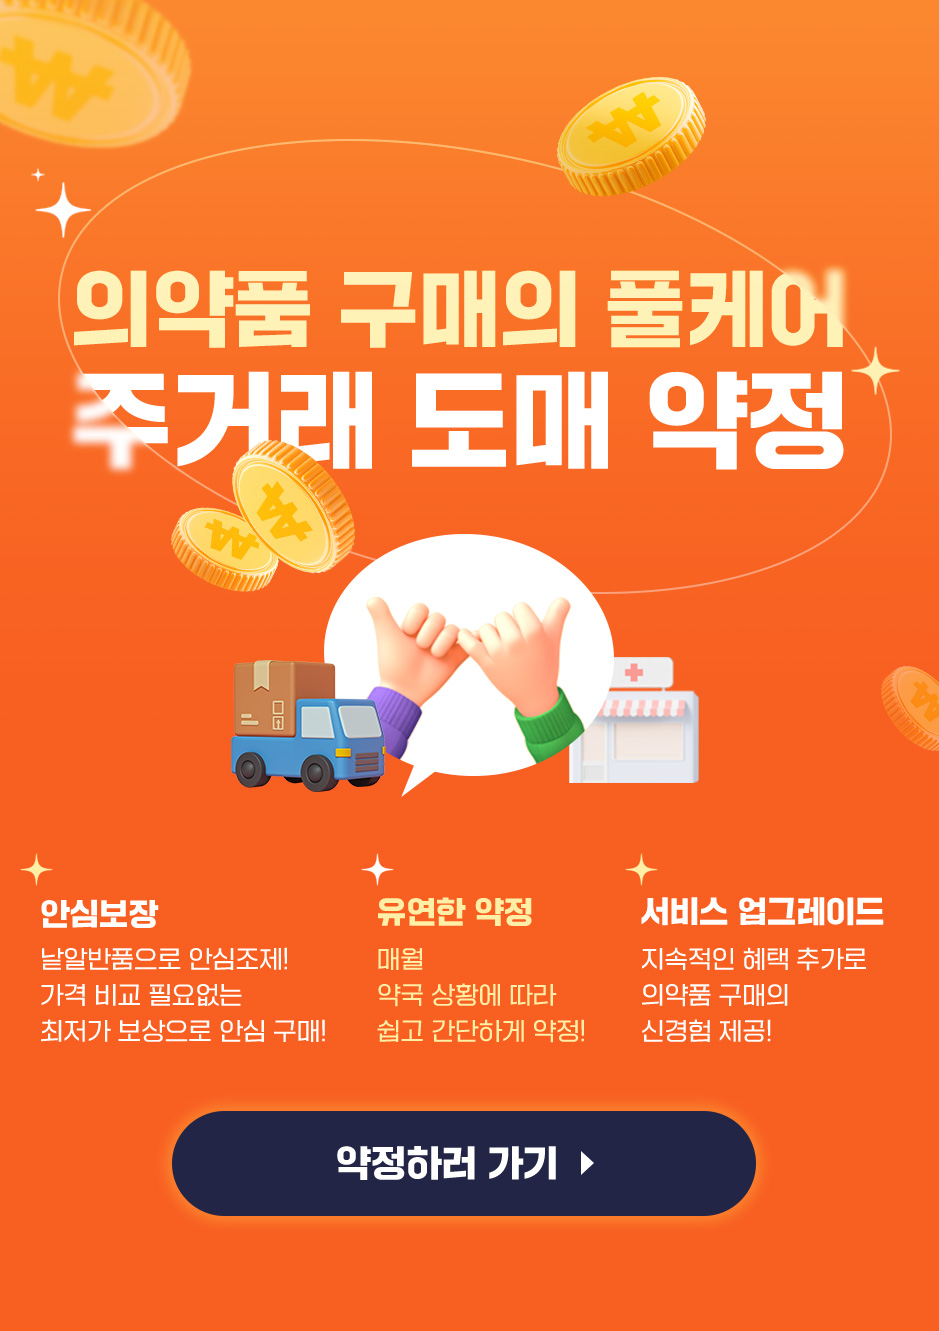 의약품 구매의 풀케어
주거래 도매 약정
안심보장
낱알반품으로 안심조제!
가격 비교 필요없는
최저가 보상으로 안심 구매!
유연한 약정
매월
약국 상황에 따라
쉽고 간단하게 약정!
서비스 업그레이드
지속적인 혜택 추가로
의약품 구매의
신경험 제공!
약정하러 가기